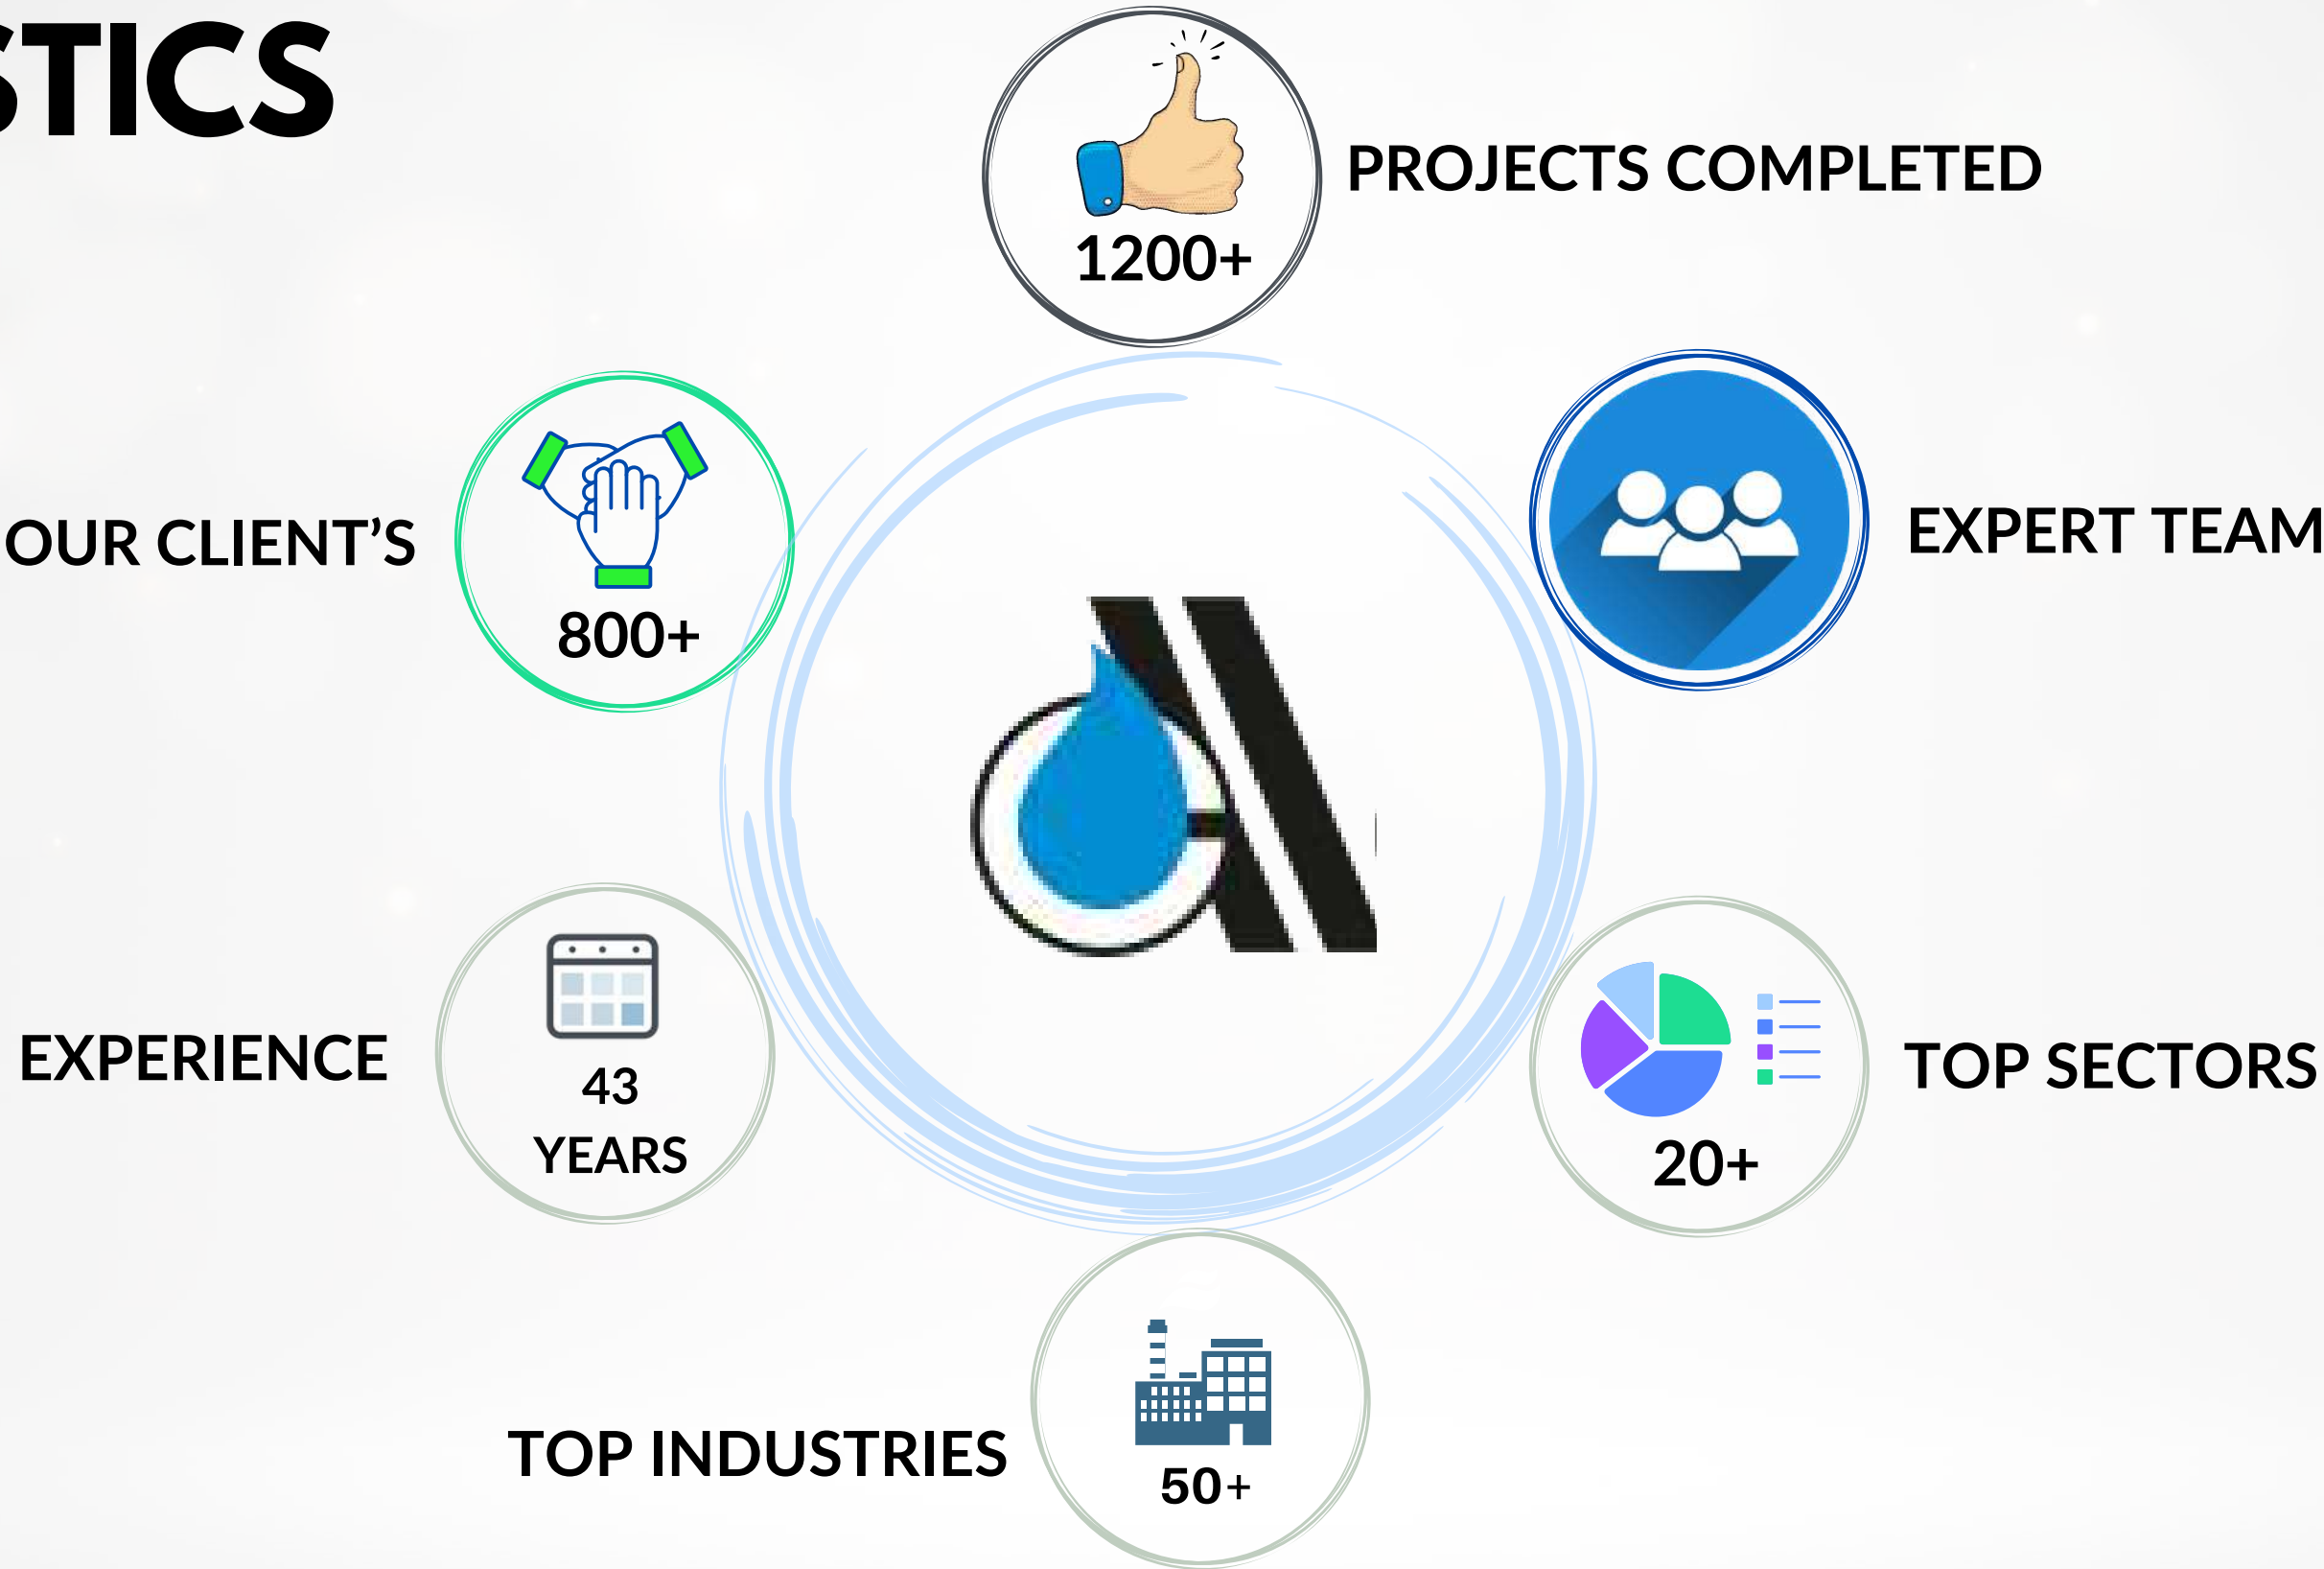 STICS
PROJECTS COMPLETED
1200+
OUR CLIENT’S
800+
EXPERT TEAM
EXPERIENCE
43
YEARS
TOP SECTORS
20+
TOP INDUSTRIES
50+